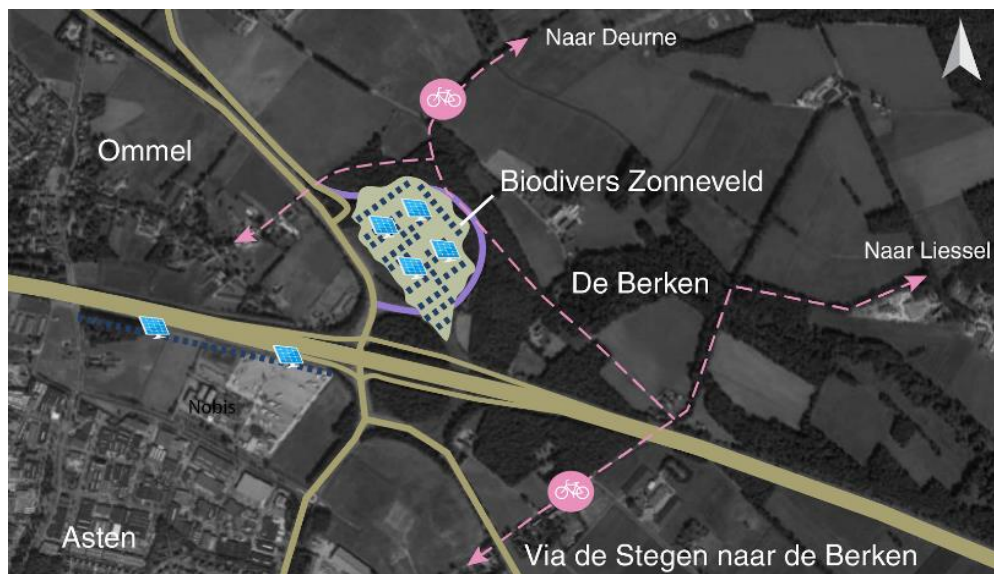 Naar Deurne
Ommel
Biodivers Zonneveld
Naar Liessel
De Berken
Nobis
Asten
Via de Stegen naar de Berken